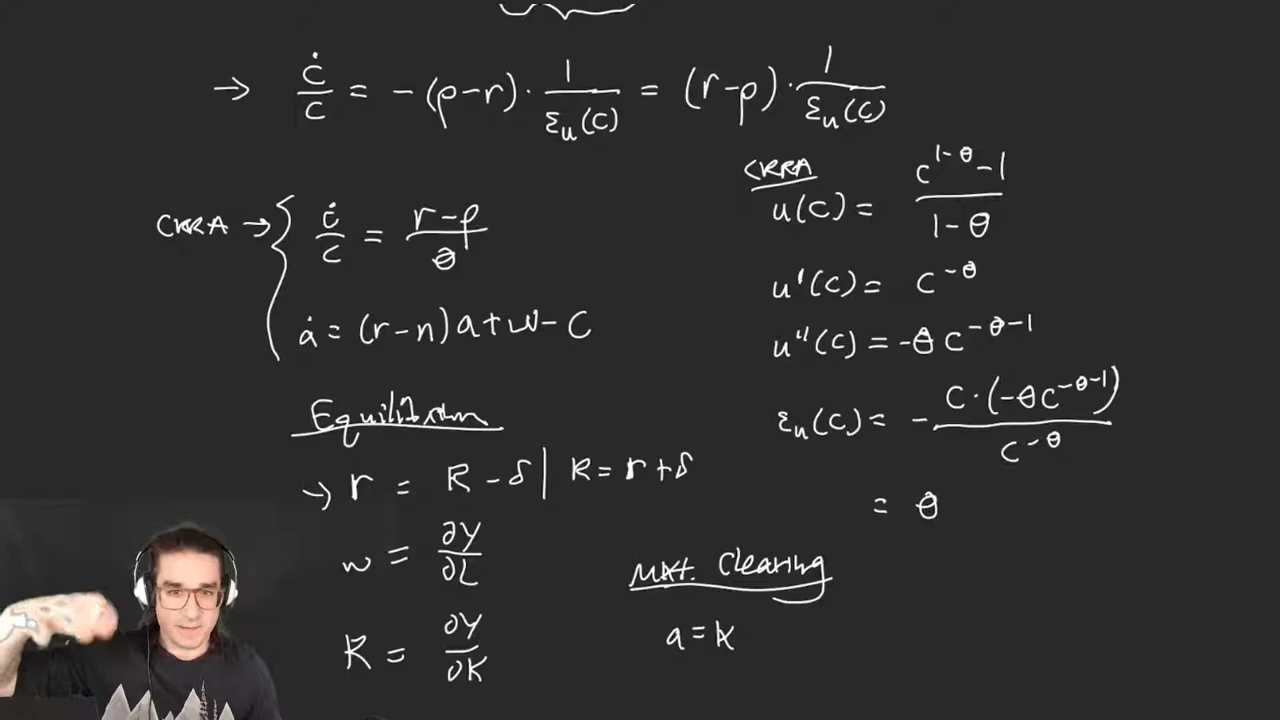 → ċ/c = -(ρ-r)·1/ε_u(c) = (r-ρ)·1/ε_u(c)
CRRA
u(c) = (c^{1-θ}-1)/(1-θ)
CRRA → { ċ/c = (r-ρ)/θ
ȧ = (r-n)a+w-c
u'(c) = c^{-θ}
u''(c) = -θc^{-θ-1}
ε_u(c) = -(c·(-θc^{-θ-1}))/c^{-θ}
= θ
Equilibrium
→ r = R-δ | R = r+δ
w = ∂Y/∂L
R = ∂Y/∂K
Mkt. Clearing
a=k